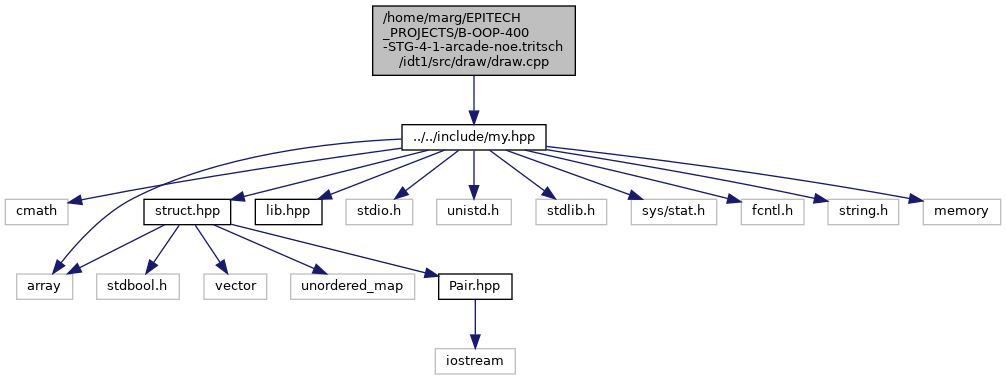 /home/marg/EPITECH
_PROJECTS/B-OOP-400
-STG-4-1-arcade-noe.tritsch
/idt1/src/draw/draw.cpp
../../include/my.hpp
cmath
struct.hpp
lib.hpp
stdio.h
unistd.h
stdlib.h
sys/stat.h
fcntl.h
string.h
memory
array
stdbool.h
vector
unordered_map
Pair.hpp
iostream